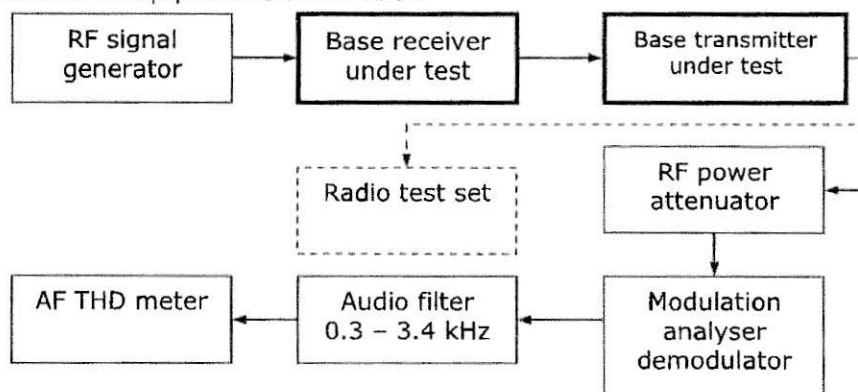 RF signal
generator
Base receiver
under test
Base transmitter
under test
Radio test set
RF power
attenuator
AF THD meter
Audio filter
0.3 – 3.4 kHz
Modulation
analyser
demodulator